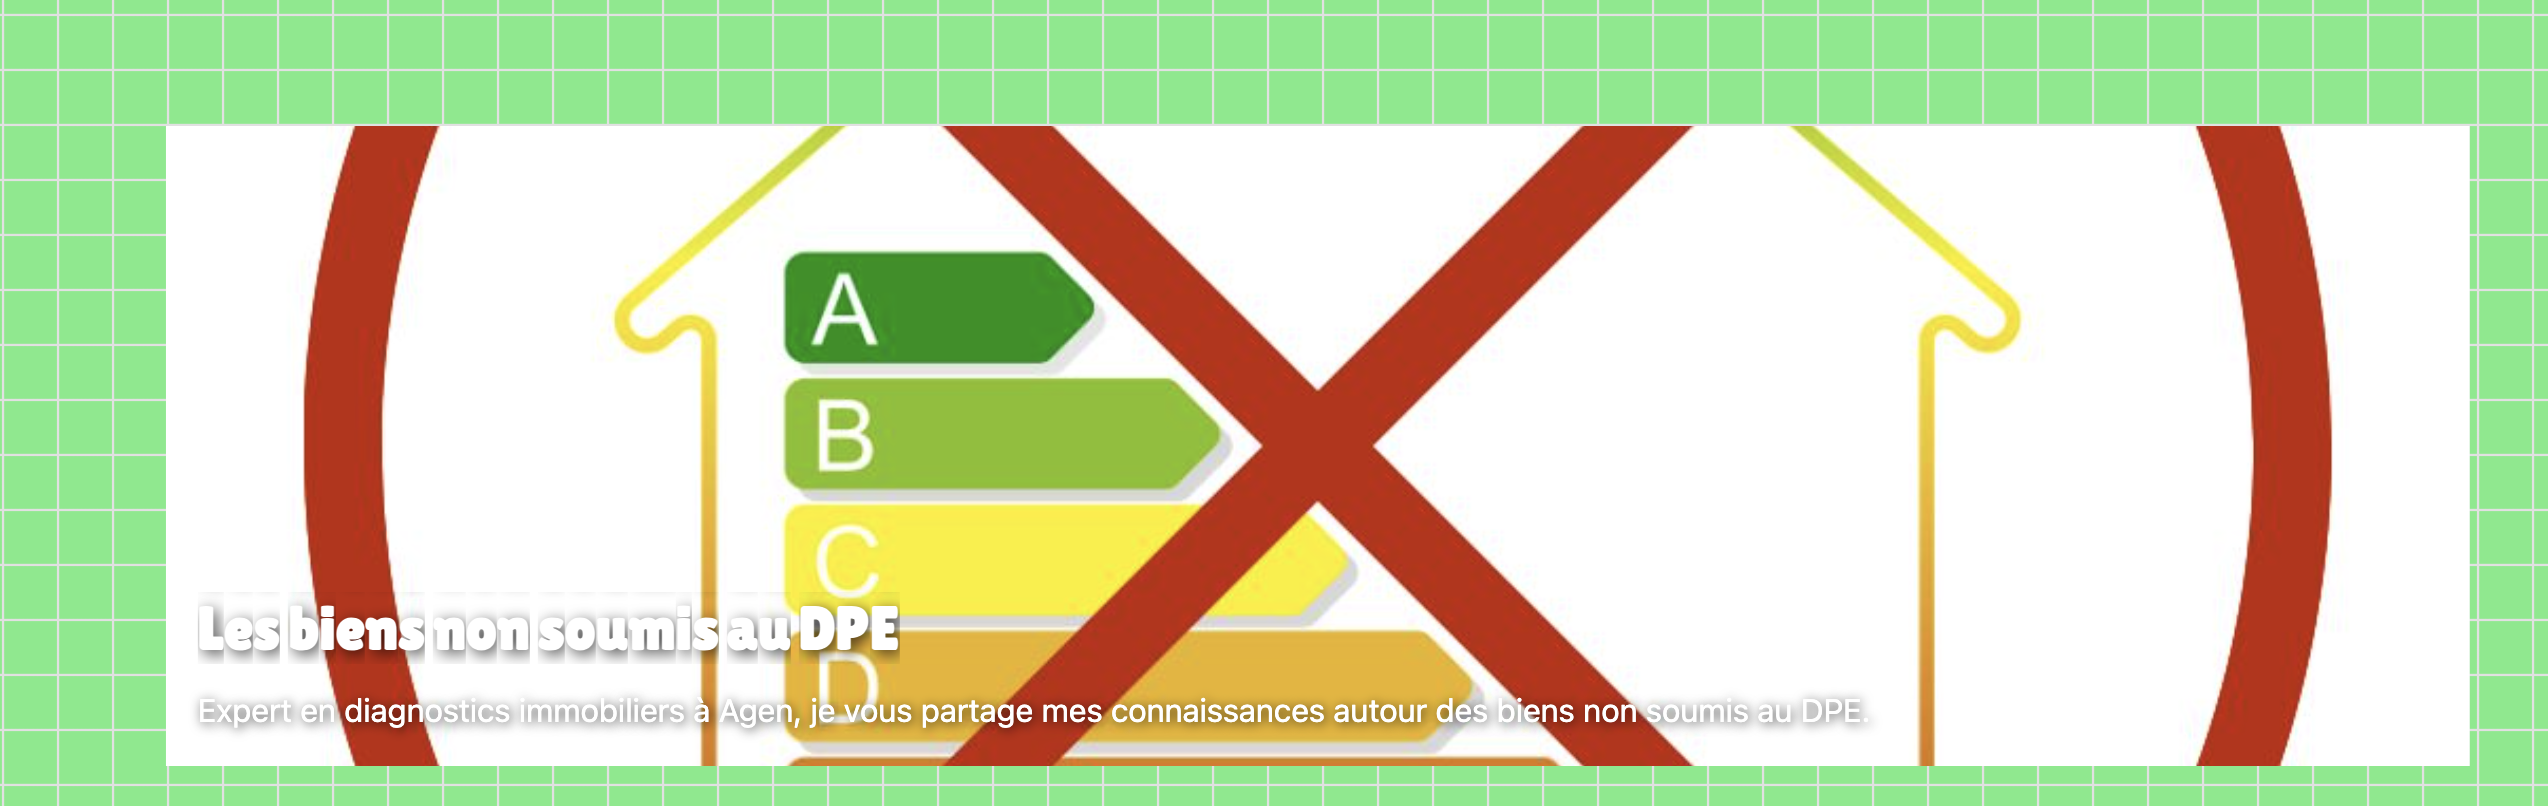 A
B
C
Les biens non soumis au DPE
D
Expert en diagnostics immobiliers à Agen, je vous partage mes connaissances autour des biens non soumis au DPE.